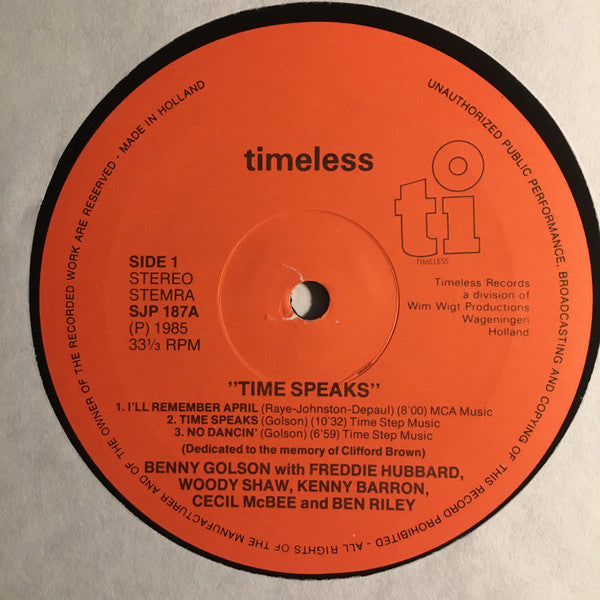 timeless
ti
TIMELESS
SIDE 1
STEREO
STEMRA
SJP 187A
(P) 1985
33⅓ RPM
Timeless Records
a division of
Wim Wigt Productions
Wageningen
Holland
"TIME SPEAKS"
1. I'LL REMEMBER APRIL (Raye-Johnston-Depaul) (8'00) MCA Music
2. TIME SPEAKS (Golson) (10'32) Time Step Music
3. NO DANCIN' (Golson) (6'59) Time Step Music
(Dedicated to the memory of Clifford Brown)
BENNY GOLSON with FREDDIE HUBBARD,
WOODY SHAW, KENNY BARRON,
CECIL McBEE and BEN RILEY
UNAUTHORIZED PUBLIC PERFORMANCE, BROADCASTING AND COPYING OF THIS RECORD PROHIBITED - ALL RIGHTS OF THE MANUFACTURER AND OF THE OWNER OF THE RECORDED WORK ARE RESERVED - MADE IN HOLLAND